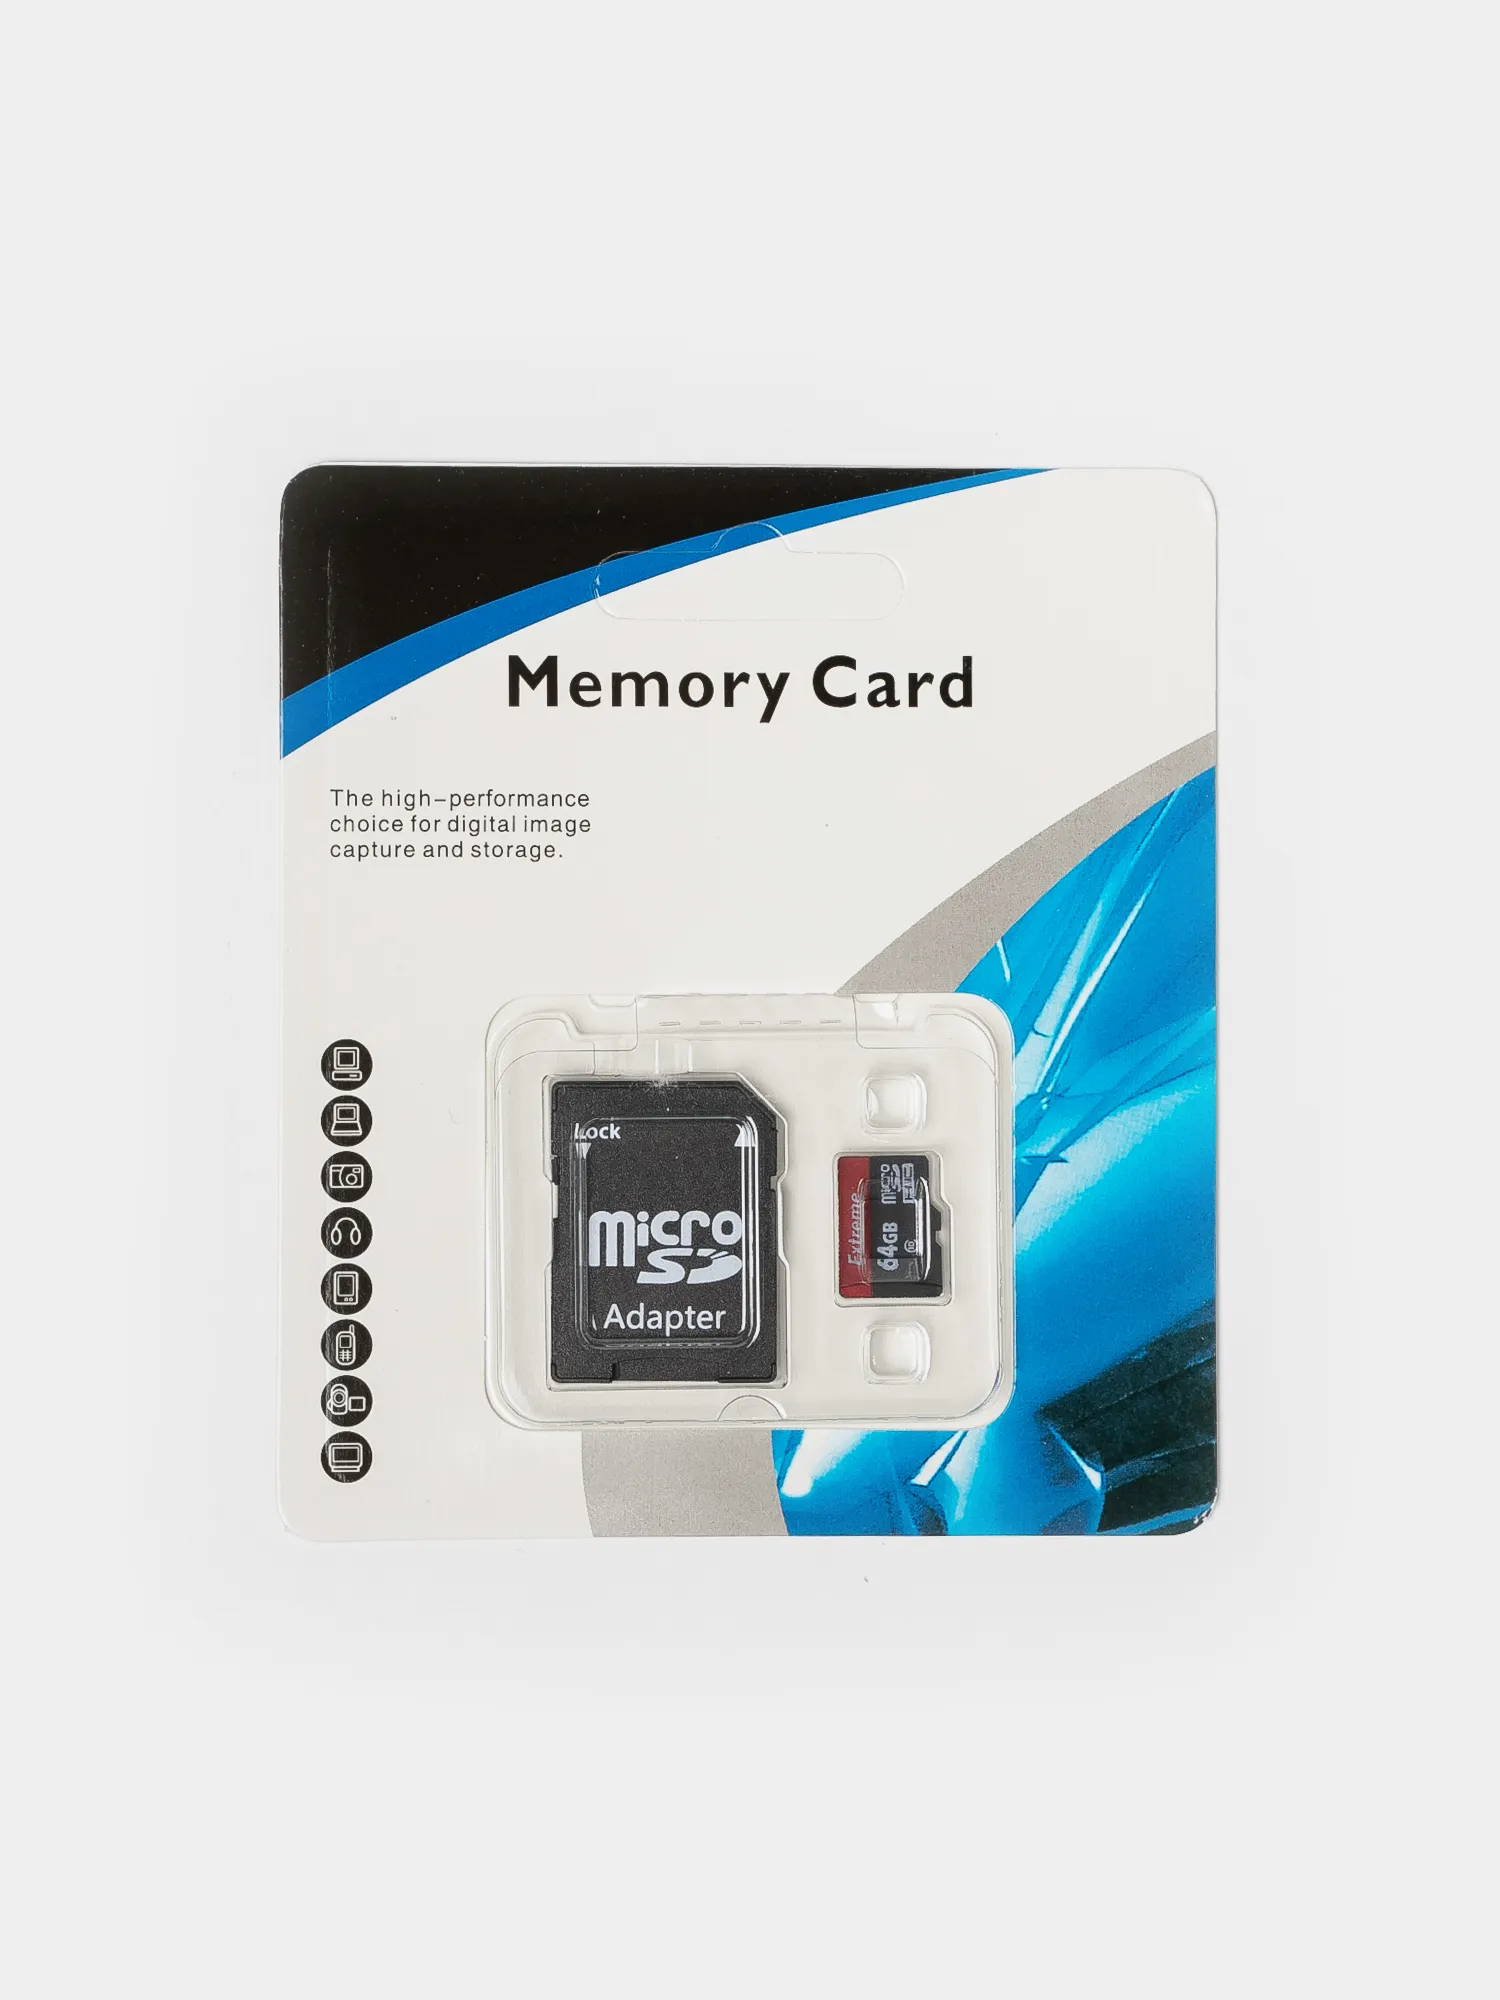 Memory Card
The high-performance
choice for digital image
capture and storage.
Lock
micro
SD
Adapter
Extreme
64GB
micro
SD
HC
10